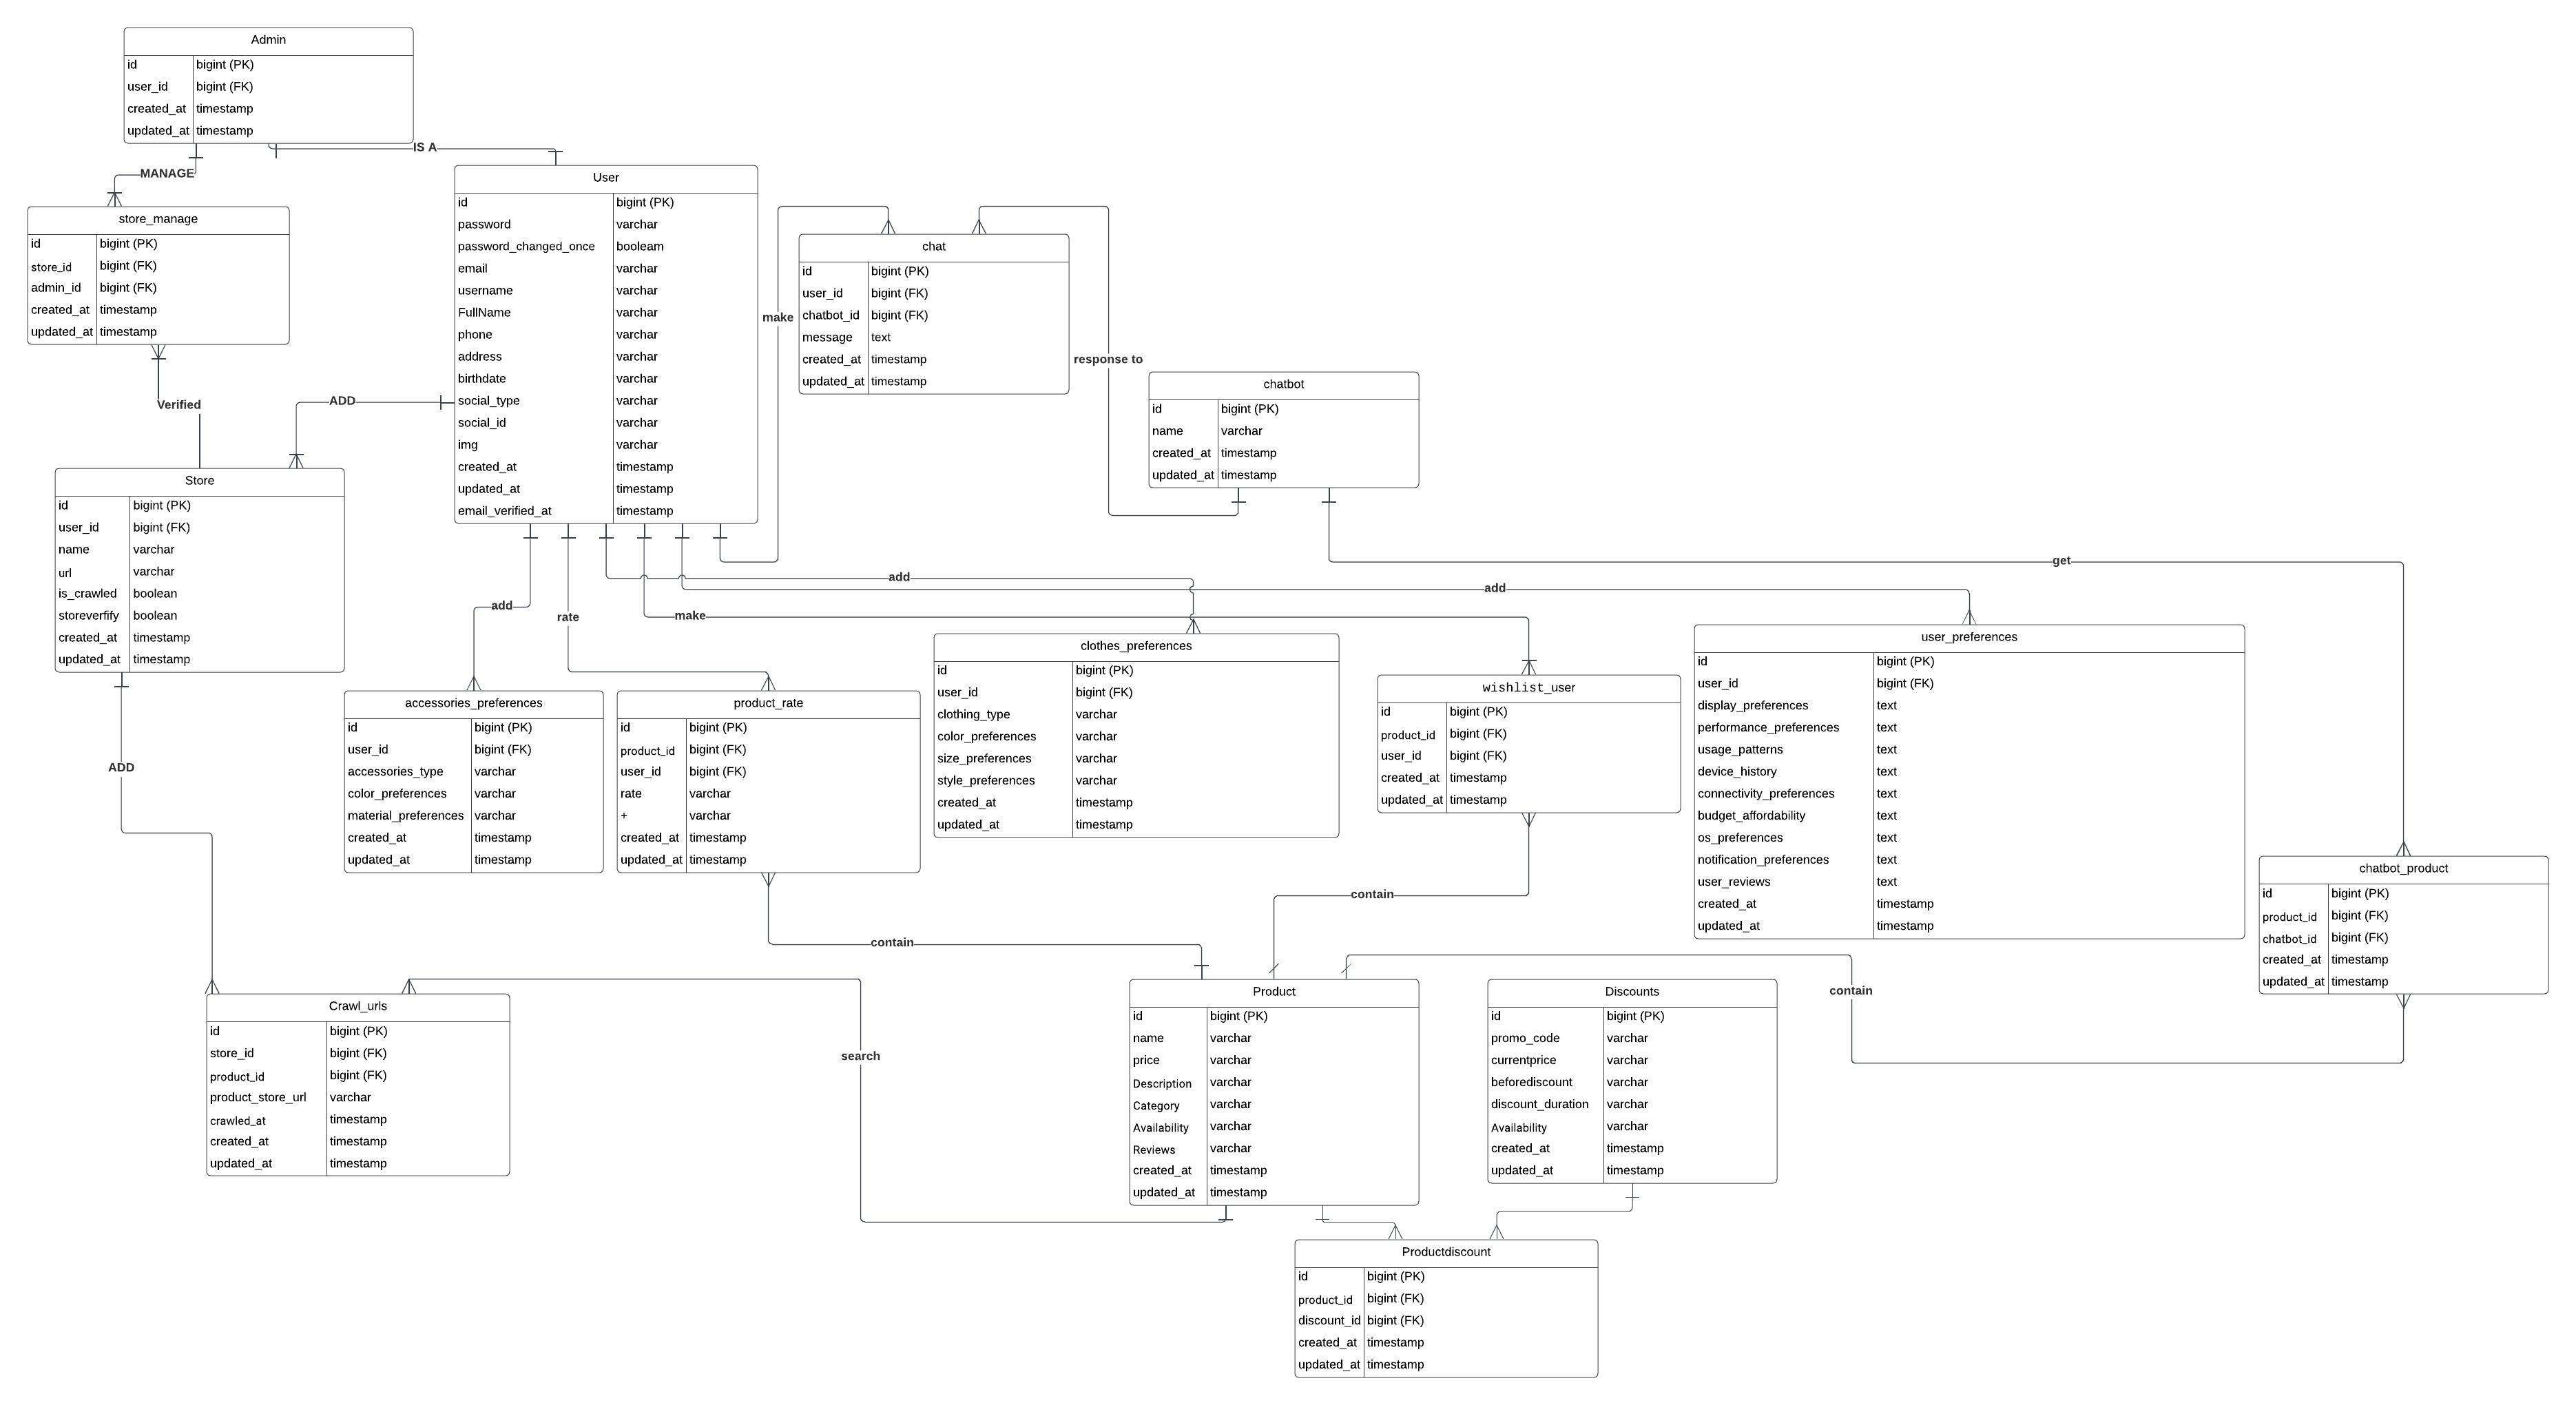 Admin
id bigint (PK)
user_id bigint (FK)
created_at timestamp
updated_at timestamp
IS A
MANAGE
store_manage
id bigint (PK)
store_id bigint (FK)
admin_id bigint (FK)
created_at timestamp
updated_at timestamp
User
id bigint (PK)
password varchar
password_changed_once booleam
email varchar
username varchar
FullName varchar
phone varchar
address varchar
birthdate varchar
social_type varchar
social_id varchar
img varchar
created_at timestamp
updated_at timestamp
email_verified_at timestamp
make
chat
id bigint (PK)
user_id bigint (FK)
chatbot_id bigint (FK)
message text
created_at timestamp
updated_at timestamp
response to
chatbot
id bigint (PK)
name varchar
created_at timestamp
updated_at timestamp
Verified
ADD
Store
id bigint (PK)
user_id bigint (FK)
name varchar
url varchar
is_crawled boolean
storeverfify boolean
created_at timestamp
updated_at timestamp
get
add
add
add
rate
make
accessories_preferences
id bigint (PK)
user_id bigint (FK)
accessories_type varchar
color_preferences varchar
material_preferences varchar
created_at timestamp
updated_at timestamp
product_rate
id bigint (PK)
product_id bigint (FK)
user_id bigint (FK)
rate varchar
+ varchar
created_at timestamp
updated_at timestamp
clothes_preferences
id bigint (PK)
user_id bigint (FK)
clothing_type varchar
color_preferences varchar
size_preferences varchar
style_preferences varchar
created_at timestamp
updated_at timestamp
wishlist_user
id bigint (PK)
product_id bigint (FK)
user_id bigint (FK)
created_at timestamp
updated_at timestamp
user_preferences
id bigint (PK)
user_id bigint (FK)
display_preferences text
performance_preferences text
usage_patterns text
device_history text
connectivity_preferences text
budget_affordability text
os_preferences text
notification_preferences text
user_reviews text
created_at timestamp
updated_at timestamp
chatbot_product
id bigint (PK)
product_id bigint (FK)
chatbot_id bigint (FK)
created_at timestamp
updated_at timestamp
ADD
contain
contain
contain
search
Crawl_urls
id bigint (PK)
store_id bigint (FK)
product_id bigint (FK)
product_store_url varchar
crawled_at timestamp
created_at timestamp
updated_at timestamp
Product
id bigint (PK)
name varchar
price varchar
Description varchar
Category varchar
Availability varchar
Reviews varchar
created_at timestamp
updated_at timestamp
Discounts
id bigint (PK)
promo_code varchar
currentprice varchar
beforediscount varchar
discount_duration varchar
Availability varchar
created_at timestamp
updated_at timestamp
Productdiscount
id bigint (PK)
product_id bigint (FK)
discount_id bigint (FK)
created_at timestamp
updated_at timestamp